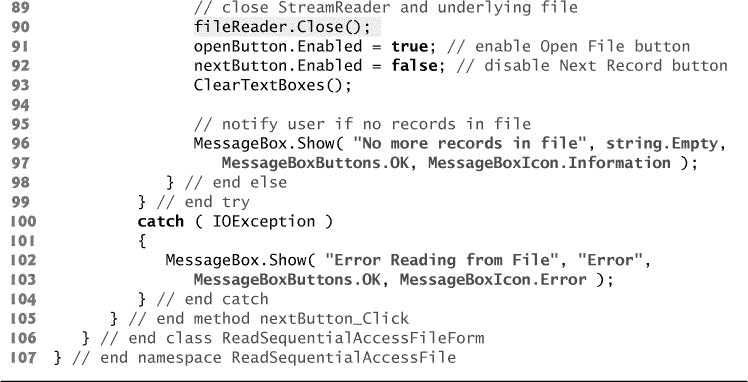 89 // close StreamReader and underlying file
90 fileReader.Close();
91 openButton.Enabled = true; // enable Open File button
92 nextButton.Enabled = false; // disable Next Record button
93 ClearTextBoxes();
94
95 // notify user if no records in file
96 MessageBox.Show( "No more records in file", string.Empty,
97 MessageBoxButtons.OK, MessageBoxIcon.Information );
98 } // end else
99 } // end try
100 catch ( IOException )
101 {
102 MessageBox.Show( "Error Reading from File", "Error",
103 MessageBoxButtons.OK, MessageBoxIcon.Error );
104 } // end catch
105 } // end method nextButton_Click
106 } // end class ReadSequentialAccessFileForm
107 } // end namespace ReadSequentialAccessFile